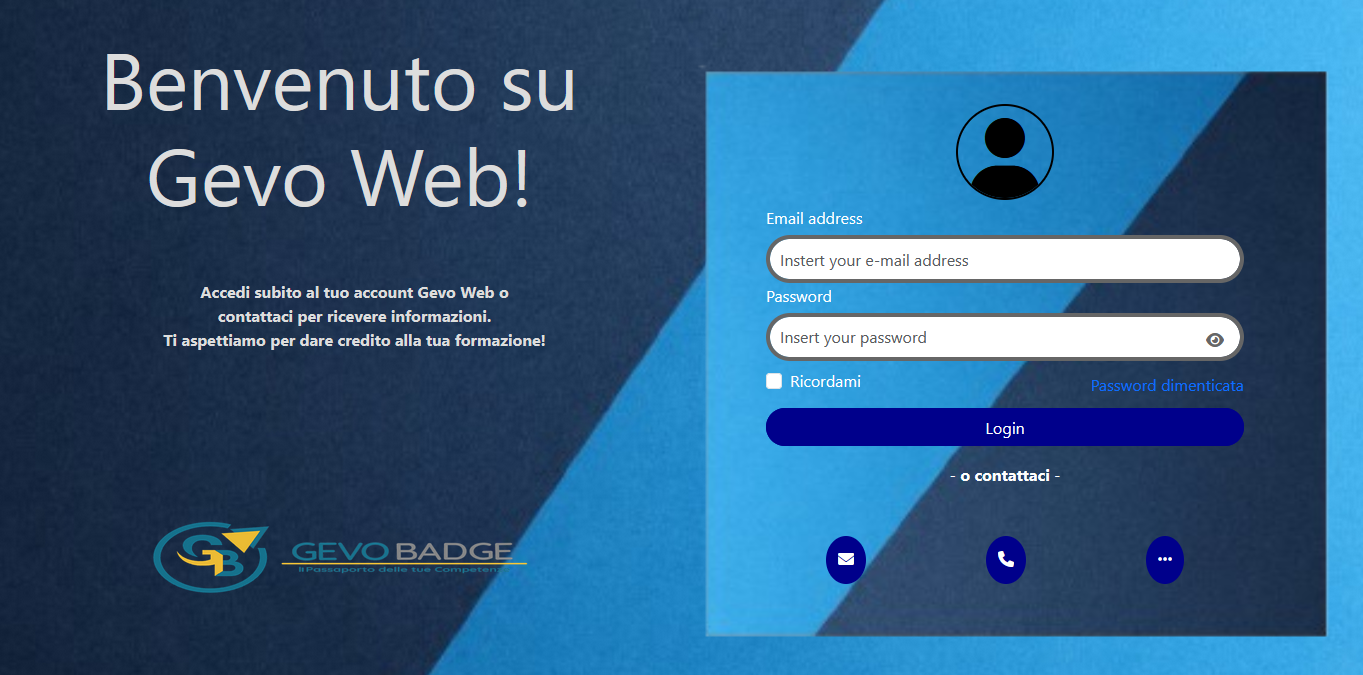 Benvenuto su
Gevo Web!
Accedi subito al tuo account Gevo Web o
contattaci per ricevere informazioni.
Ti aspettiamo per dare credito alla tua formazione!
GB
GEVO BADGE
Il Passaporto delle tue Competenz
Email address
Instert your e-mail address
Password
Insert your password
Ricordami
Password dimenticata
Login
- o contattaci -